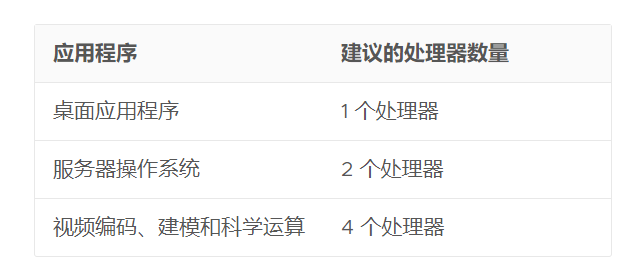 应用程序 建议的处理器数量
桌面应用程序 1 个处理器
服务器操作系统 2 个处理器
视频编码、建模和科学运算 4 个处理器